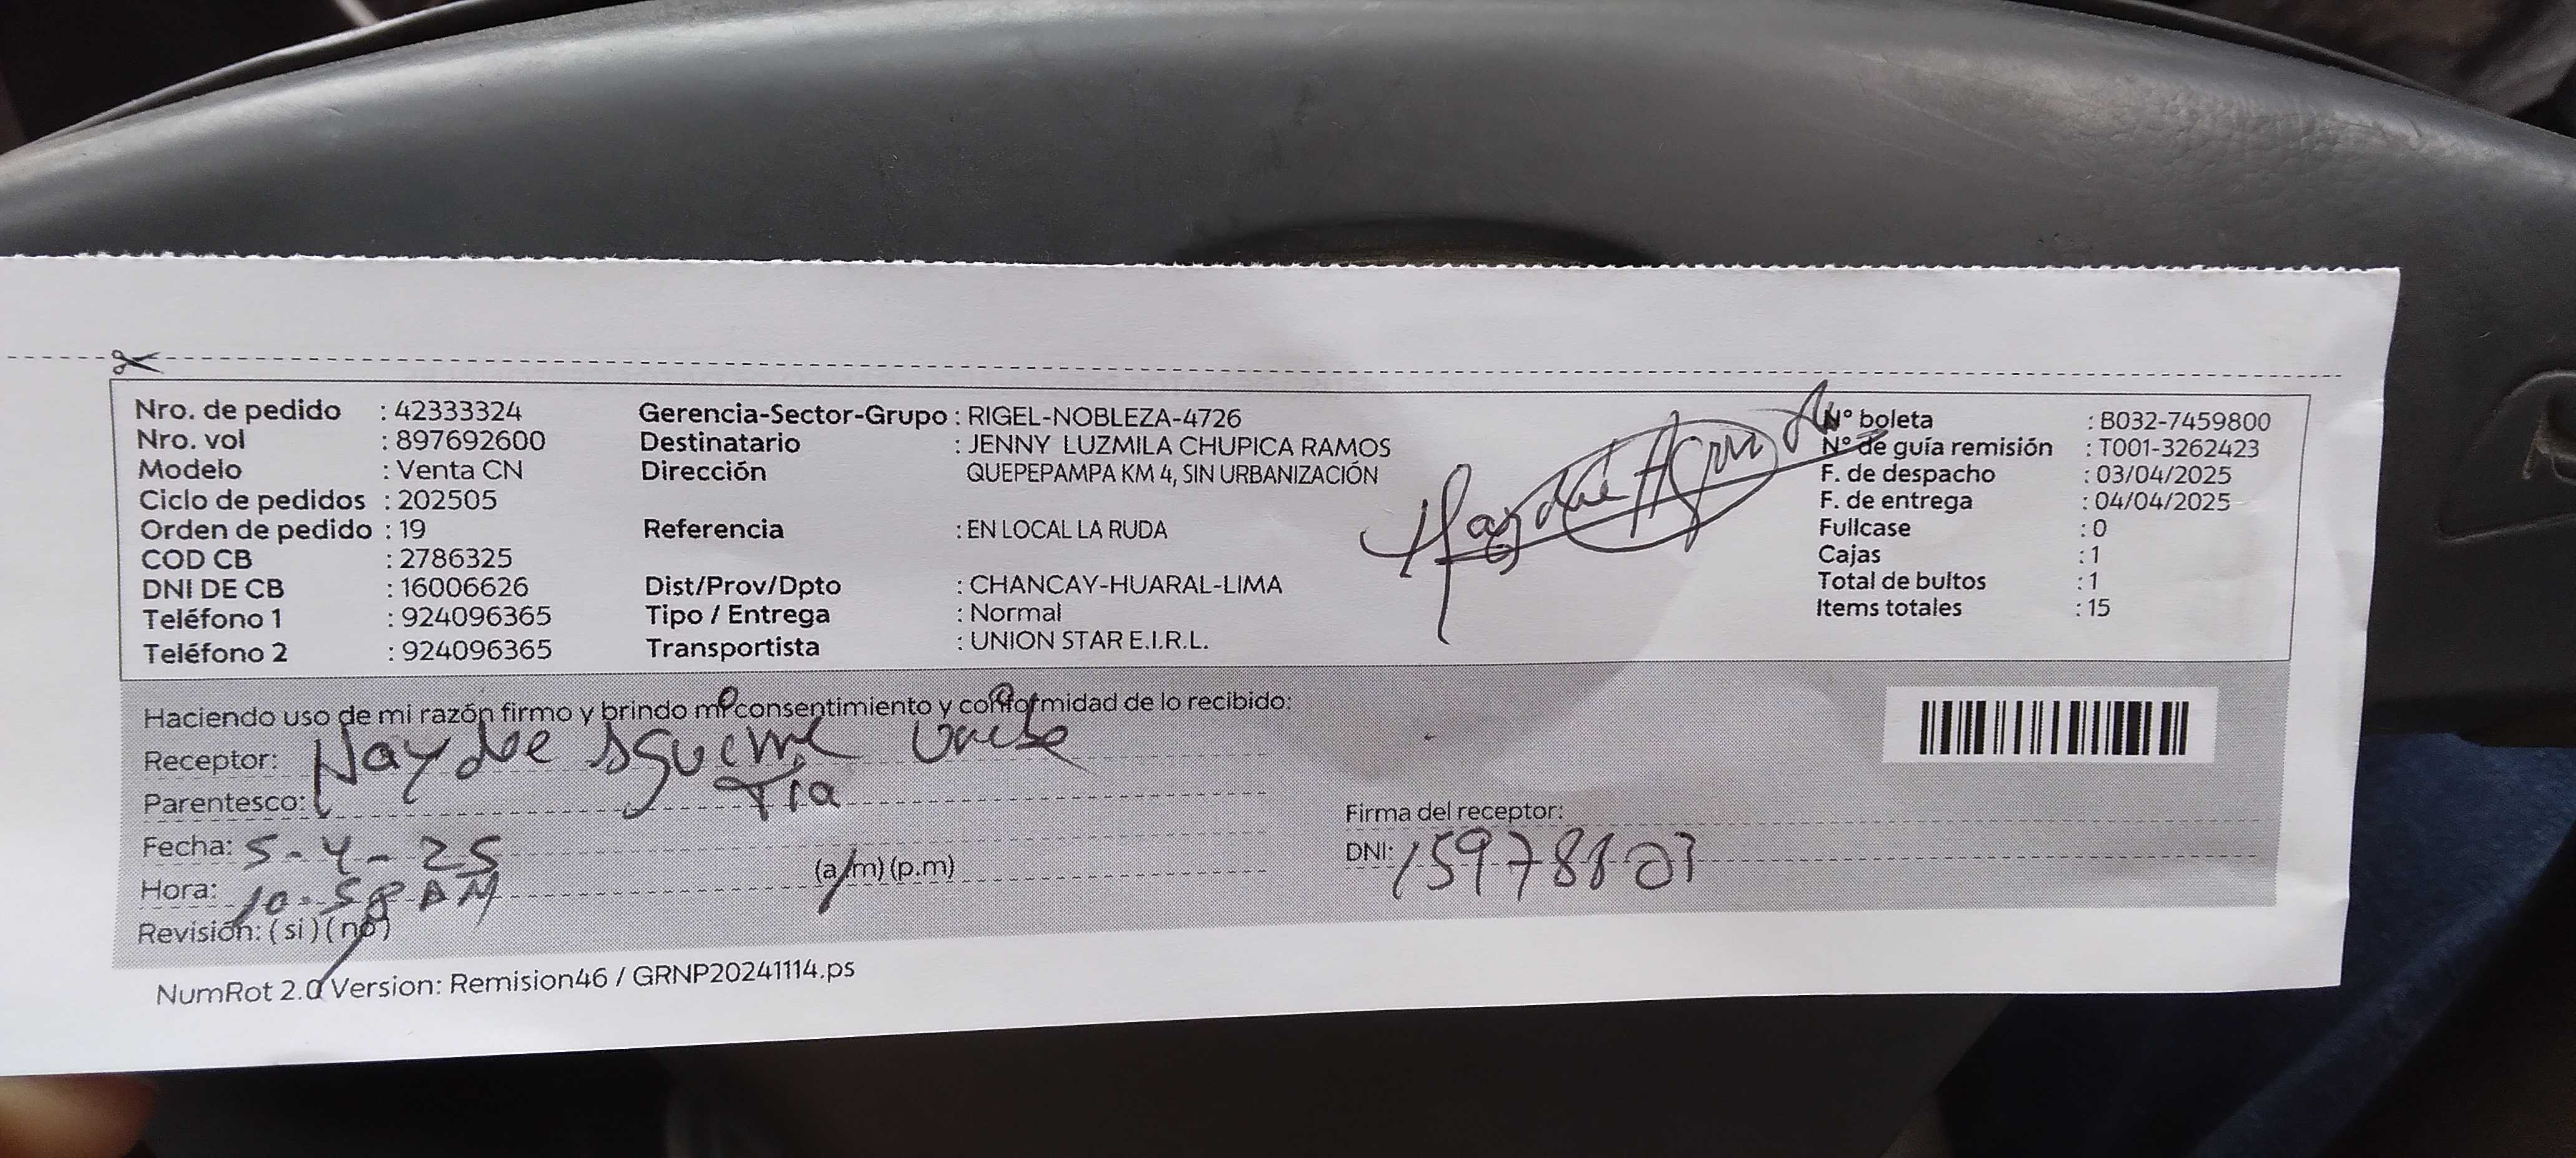 Nro. de pedido : 42333324
Nro. vol : 897692600
Modelo : Venta CN
Ciclo de pedidos : 202505
Orden de pedido : 19
COD CB : 2786325
DNI DE CB : 16006626
Teléfono 1 : 924096365
Teléfono 2 : 924096365
Gerencia-Sector-Grupo : RIGEL-NOBLEZA-4726
Destinatario : JENNY LUZMILA CHUPICA RAMOS
Dirección QUEPEPAMPA KM 4, SIN URBANIZACIÓN
Referencia : EN LOCAL LA RUDA
Dist/Prov/Dpto : CHANCAY-HUARAL-LIMA
Tipo / Entrega : Normal
Transportista : UNION STAR E.I.R.L.
N° boleta : B032-7459800
N° de guía remisión : T001-3262423
F. de despacho : 03/04/2025
F. de entrega : 04/04/2025
Fullcase : 0
Cajas : 1
Total de bultos : 1
Items totales : 15
Haciendo uso de mi razón firmo y brindo mi consentimiento y conformidad de lo recibido:
Receptor: Haydee
Parentesco: Tia
Fecha: 5-4-25
Hora: 10:58 AM (a.m) (p.m)
Revisión: (si) (no)
Firma del receptor:
DNI:
NumRot 2.0 Version: Remision46 / GRNP20241114.ps